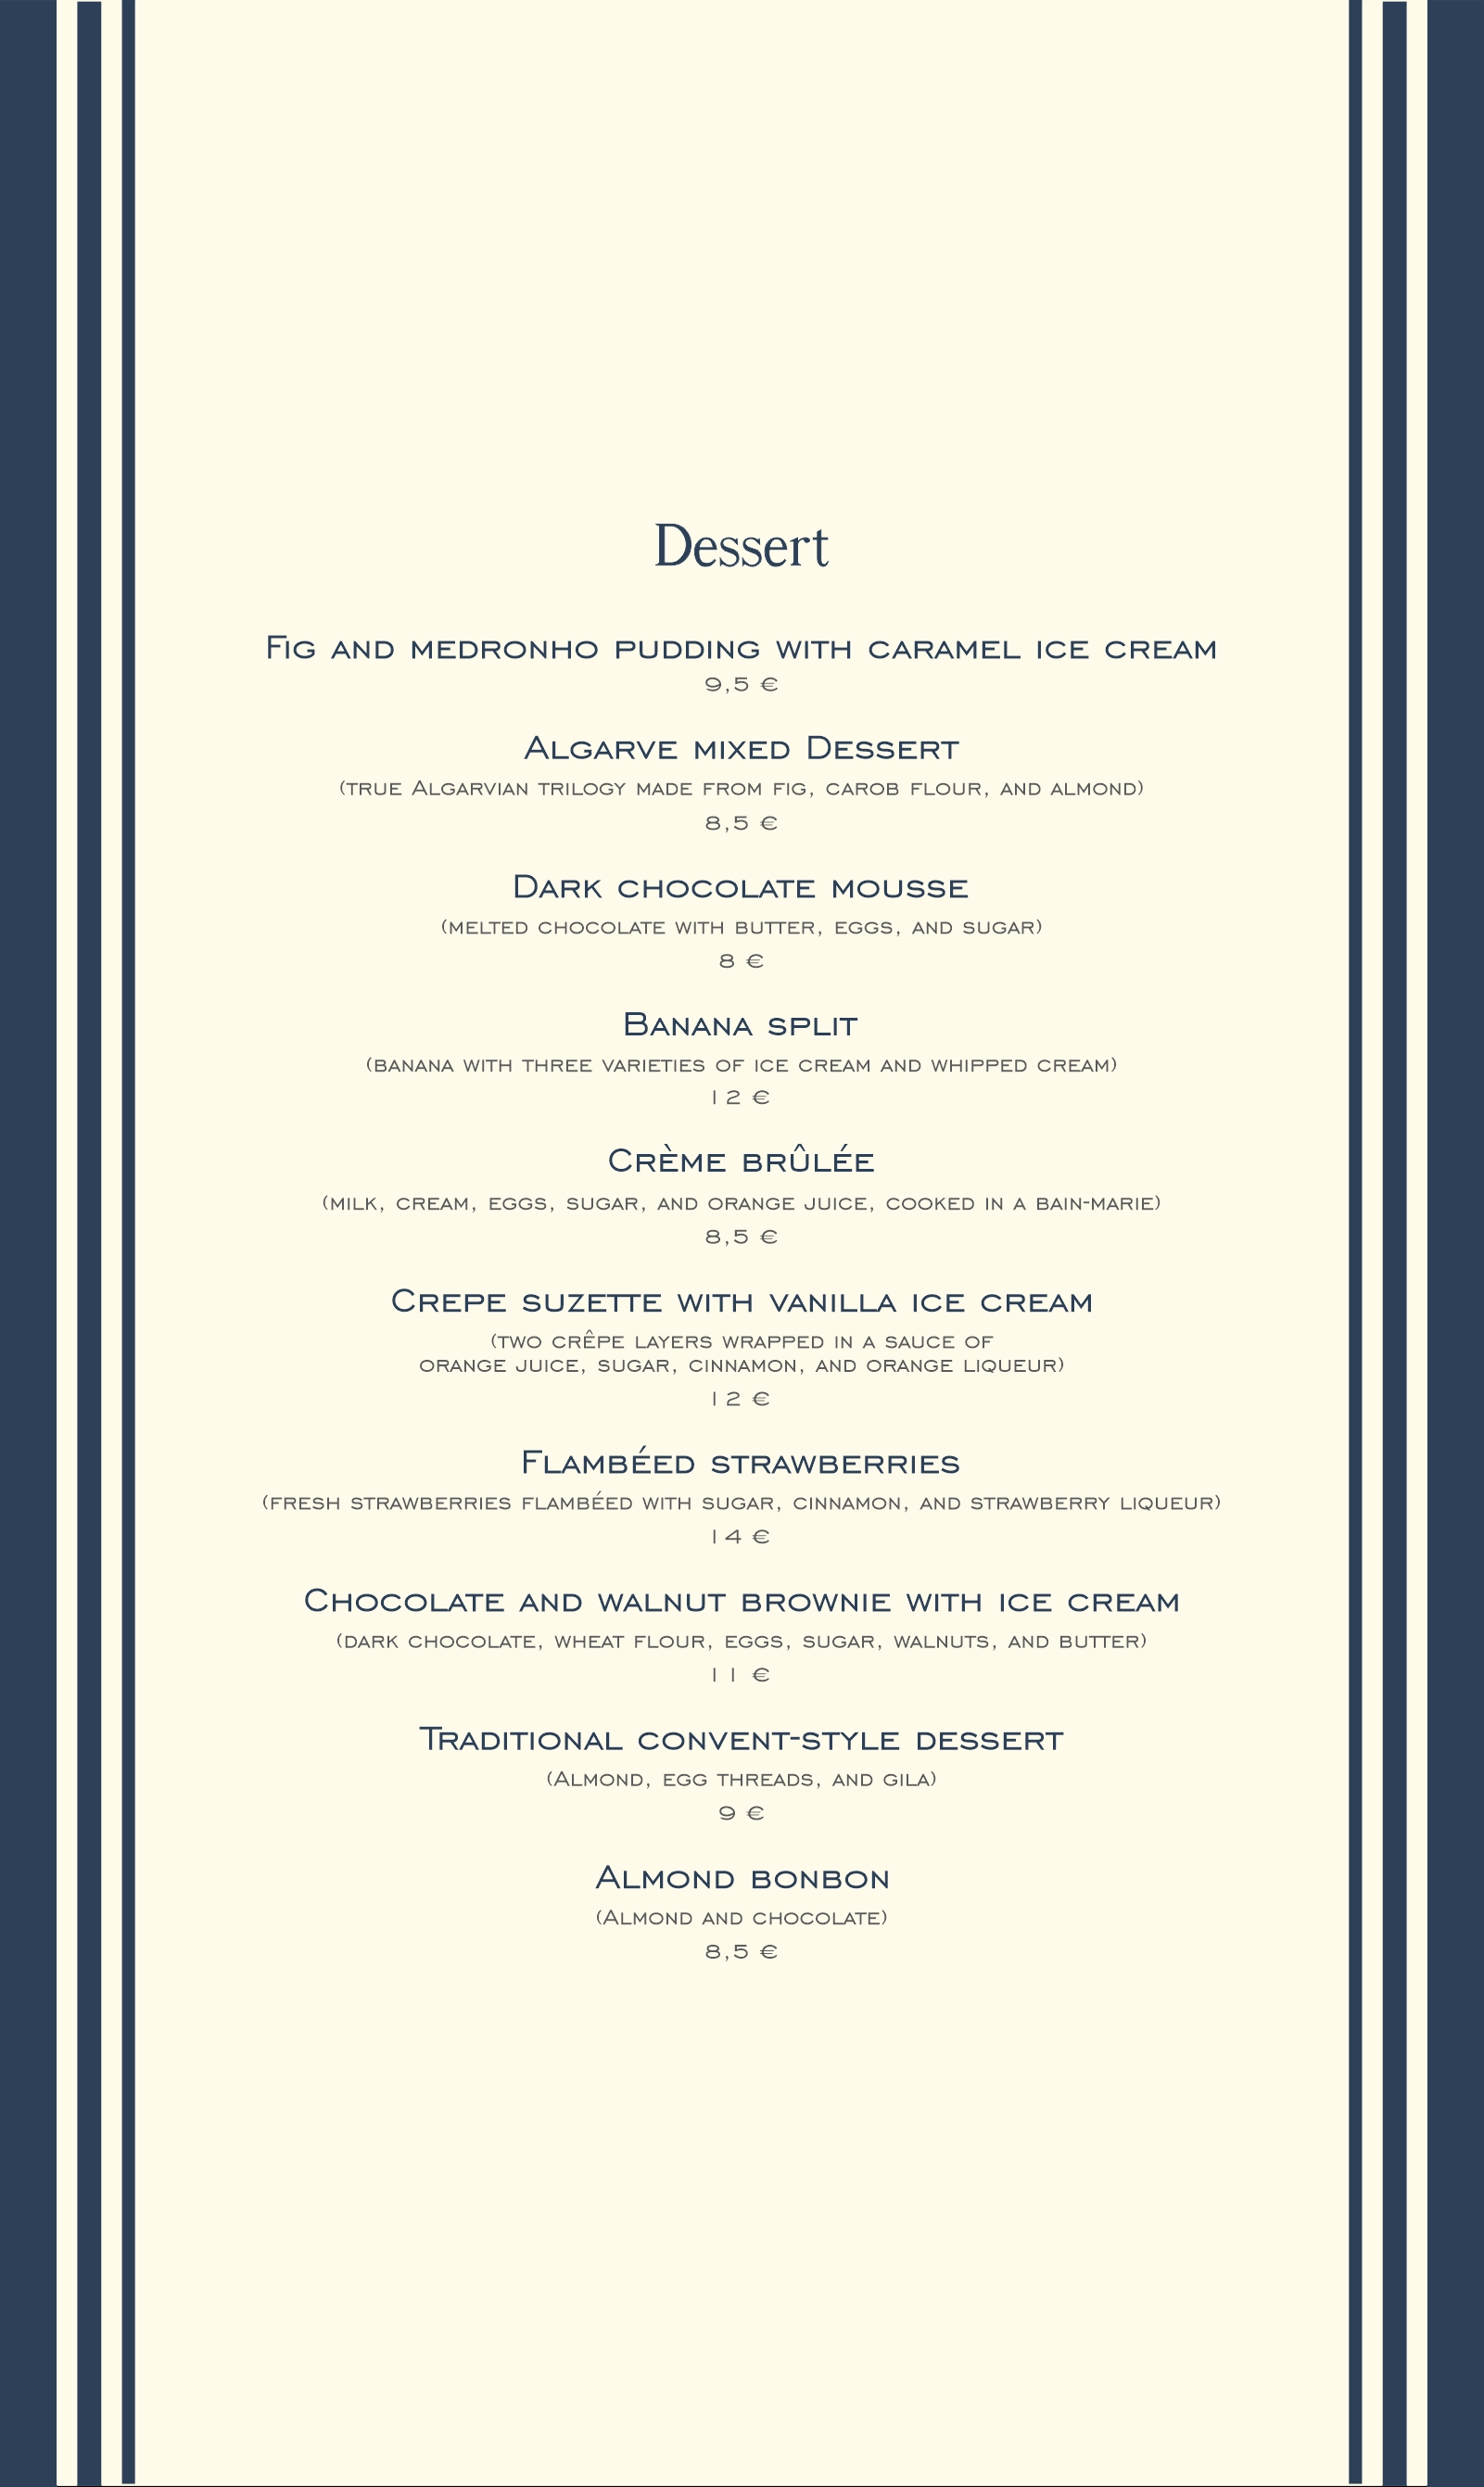 Dessert
Fig and medronho pudding with caramel ice cream
9,5 €
Algarve mixed Dessert
(true Algarvian trilogy made from fig, carob flour, and almond)
8,5 €
Dark chocolate mousse
(melted chocolate with butter, eggs, and sugar)
8 €
Banana split
(banana with three varieties of ice cream and whipped cream)
12 €
Crème brûlée
(milk, cream, eggs, sugar, and orange juice, cooked in a bain-marie)
8,5 €
Crepe suzette with vanilla ice cream
(two crêpe layers wrapped in a sauce of
orange juice, sugar, cinnamon, and orange liqueur)
12 €
Flambéed strawberries
(fresh strawberries flambéed with sugar, cinnamon, and strawberry liqueur)
14 €
Chocolate and walnut brownie with ice cream
(dark chocolate, wheat flour, eggs, sugar, walnuts, and butter)
11 €
Traditional convent-style dessert
(Almond, egg threads, and gila)
9 €
Almond bonbon
(Almond and chocolate)
8,5 €